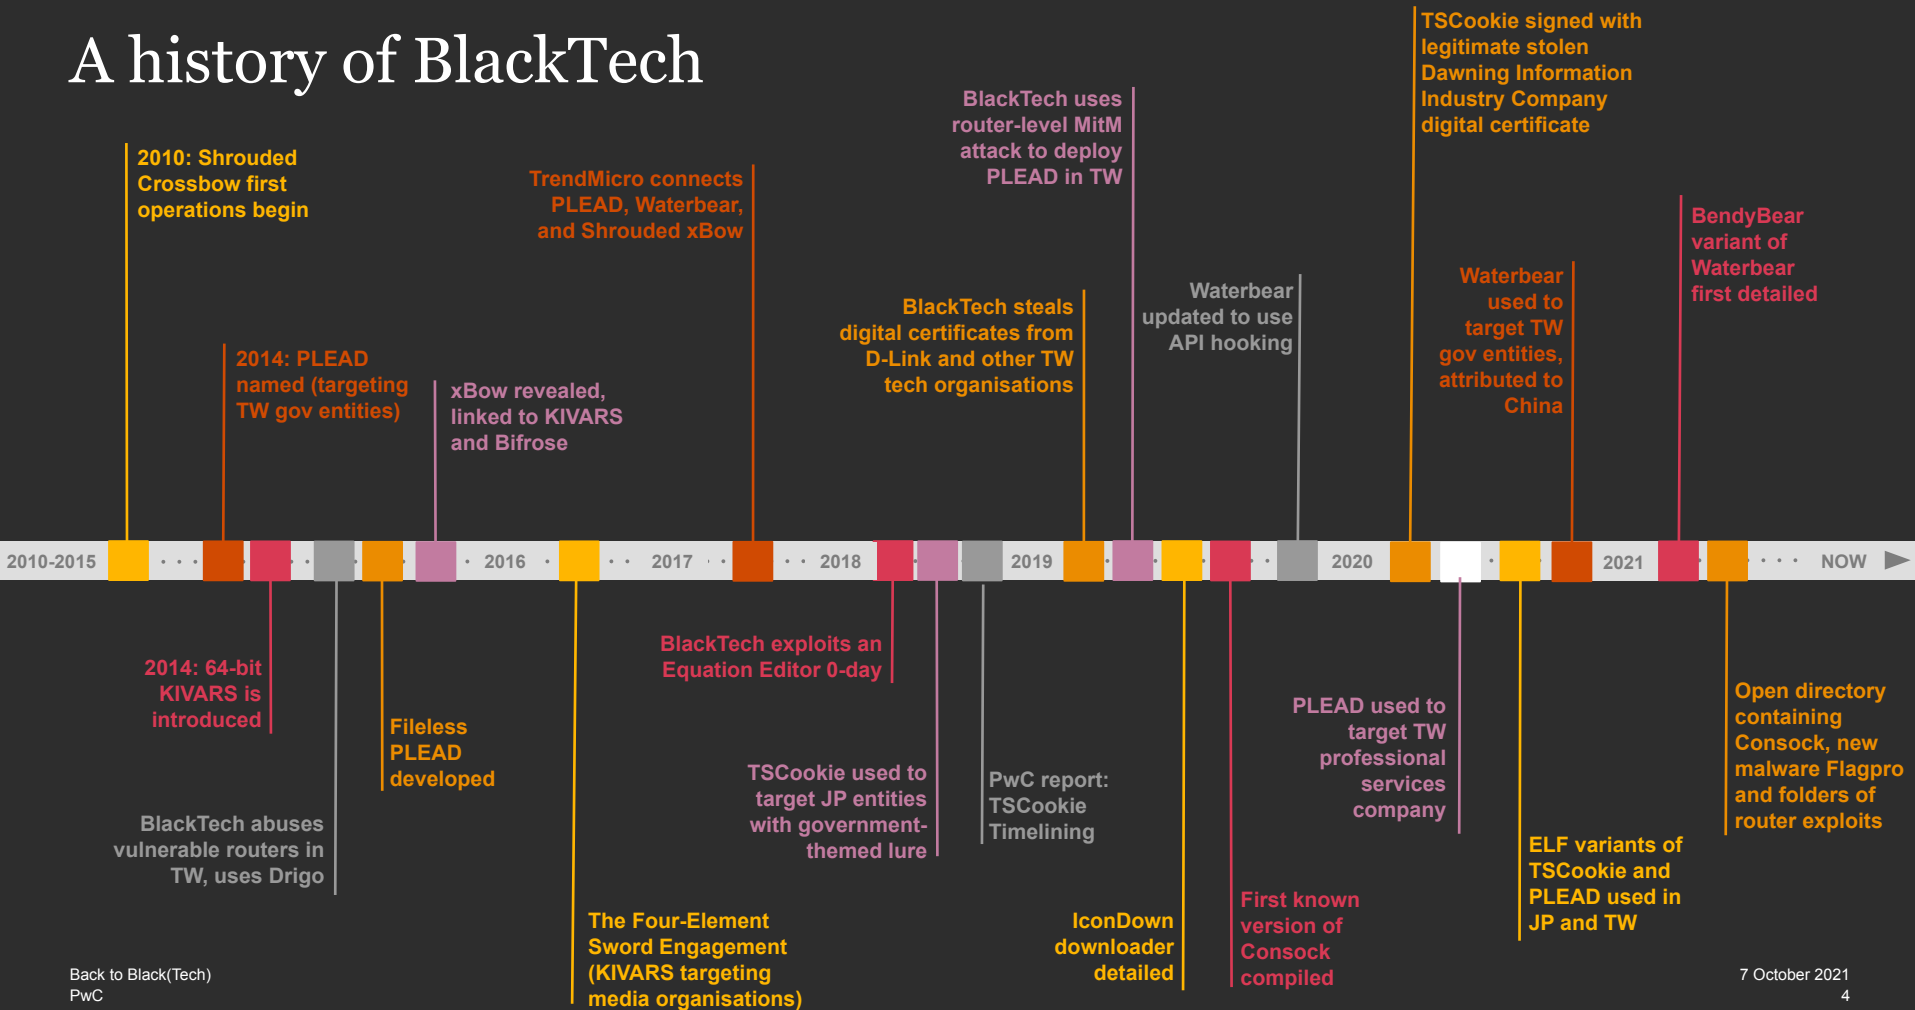 A history of BlackTech
2010: Shrouded
Crossbow first
operations begin
2014: PLEAD
named (targeting
TW gov entities)
xBow revealed,
linked to KIVARS
and Bifrose
TrendMicro connects
PLEAD, Waterbear,
and Shrouded xBow
BlackTech steals
digital certificates from
D-Link and other TW
tech organisations
BlackTech uses
router-level MitM
attack to deploy
PLEAD in TW
Waterbear
updated to use
API hooking
TSCookie signed with
legitimate stolen
Dawning Information
Industry Company
digital certificate
Waterbear
used to
target TW
gov entities,
attributed to
China
BendyBear
variant of
Waterbear
first detailed
2010-2015 2016 2017 2018 2019 2020 2021 NOW
2014: 64-bit
KIVARS is
introduced
BlackTech abuses
vulnerable routers in
TW, uses Drigo
Fileless
PLEAD
developed
The Four-Element
Sword Engagement
(KIVARS targeting
media organisations)
BlackTech exploits an
Equation Editor 0-day
TSCookie used to
target JP entities
with government-
themed lure
PwC report:
TSCookie
Timelining
IconDown
downloader
detailed
First known
version of
Consock
compiled
PLEAD used to
target TW
professional
services
company
ELF variants of
TSCookie and
PLEAD used in
JP and TW
Open directory
containing
Consock, new
malware Flagpro
and folders of
router exploits
Back to Black(Tech)
PwC
7 October 2021
4